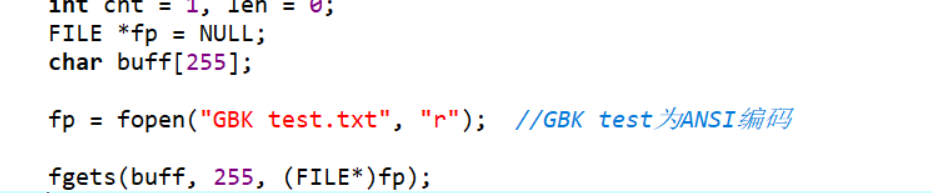 int cnt = 1, len = 0;
FILE *fp = NULL;
char buff[255];
fp = fopen("GBK test.txt", "r");  //GBK test为ANSI编码
fgets(buff, 255, (FILE*)fp);